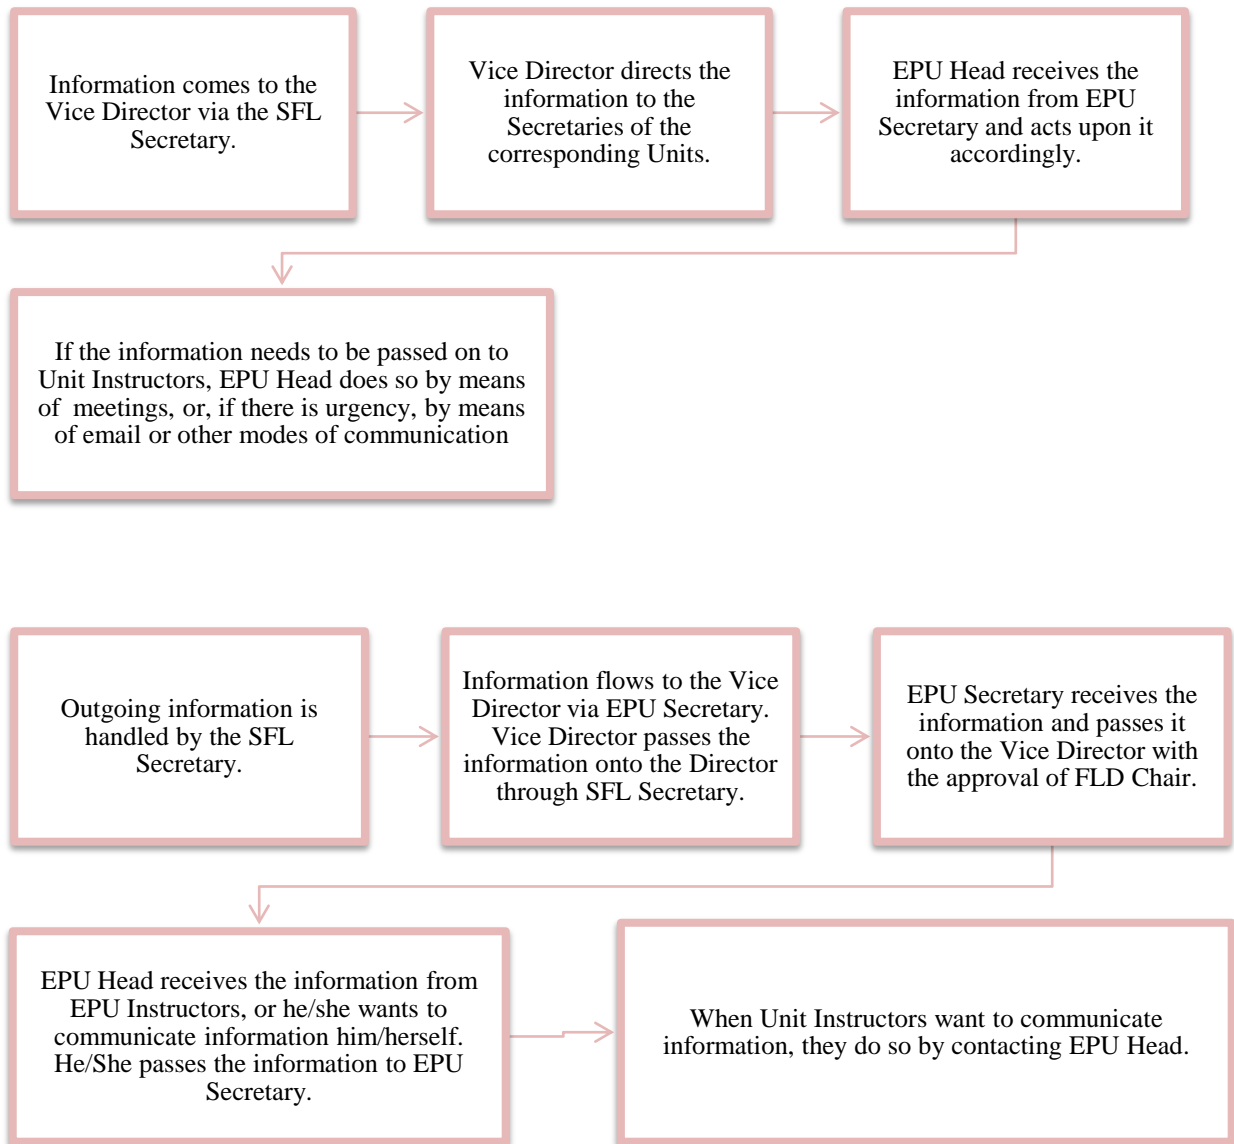 Information comes to the
Vice Director via the SFL
Secretary.
Vice Director directs the
information to the
Secretaries of the
corresponding Units.
EPU Head receives the
information from EPU
Secretary and acts upon it
accordingly.
If the information needs to be passed on to
Unit Instructors, EPU Head does so by means
of  meetings, or, if there is urgency, by means
of email or other modes of communication
Outgoing information is
handled by the SFL
Secretary.
Information flows to the Vice
Director via EPU Secretary.
Vice Director passes the
information onto the Director
through SFL Secretary.
EPU Secretary receives the
information and passes it
onto the Vice Director with
the approval of FLD Chair.
EPU Head receives the information from
EPU Instructors, or he/she wants to
communicate information him/herself.
He/She passes the information to EPU
Secretary.
When Unit Instructors want to communicate
information, they do so by contacting EPU Head.